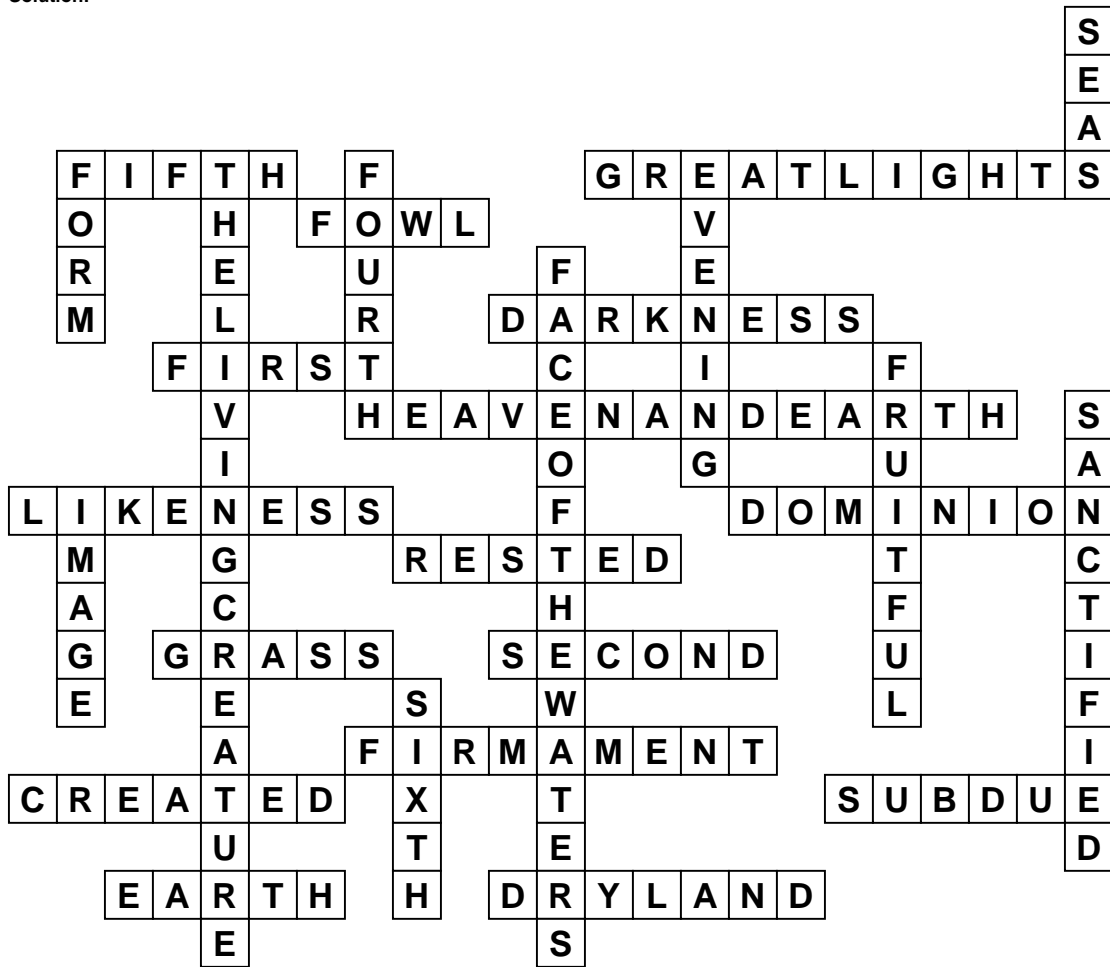 Solution:
S
E
A
FIFTH F GREATLIGHTS
O H FOWL V
R E U F E
M L R DARKNESS
FIRST C I F
V HEAVENANDEARTH S
I O G U A
LIKENESS F DOMINION
M G RESTED T C
A C H F T
G GRASS SECOND U I
E E S W L F
A FIRMAMENT I
CREATED X T SUBDUE
U T E D
EARTH H DRYLAND
E S